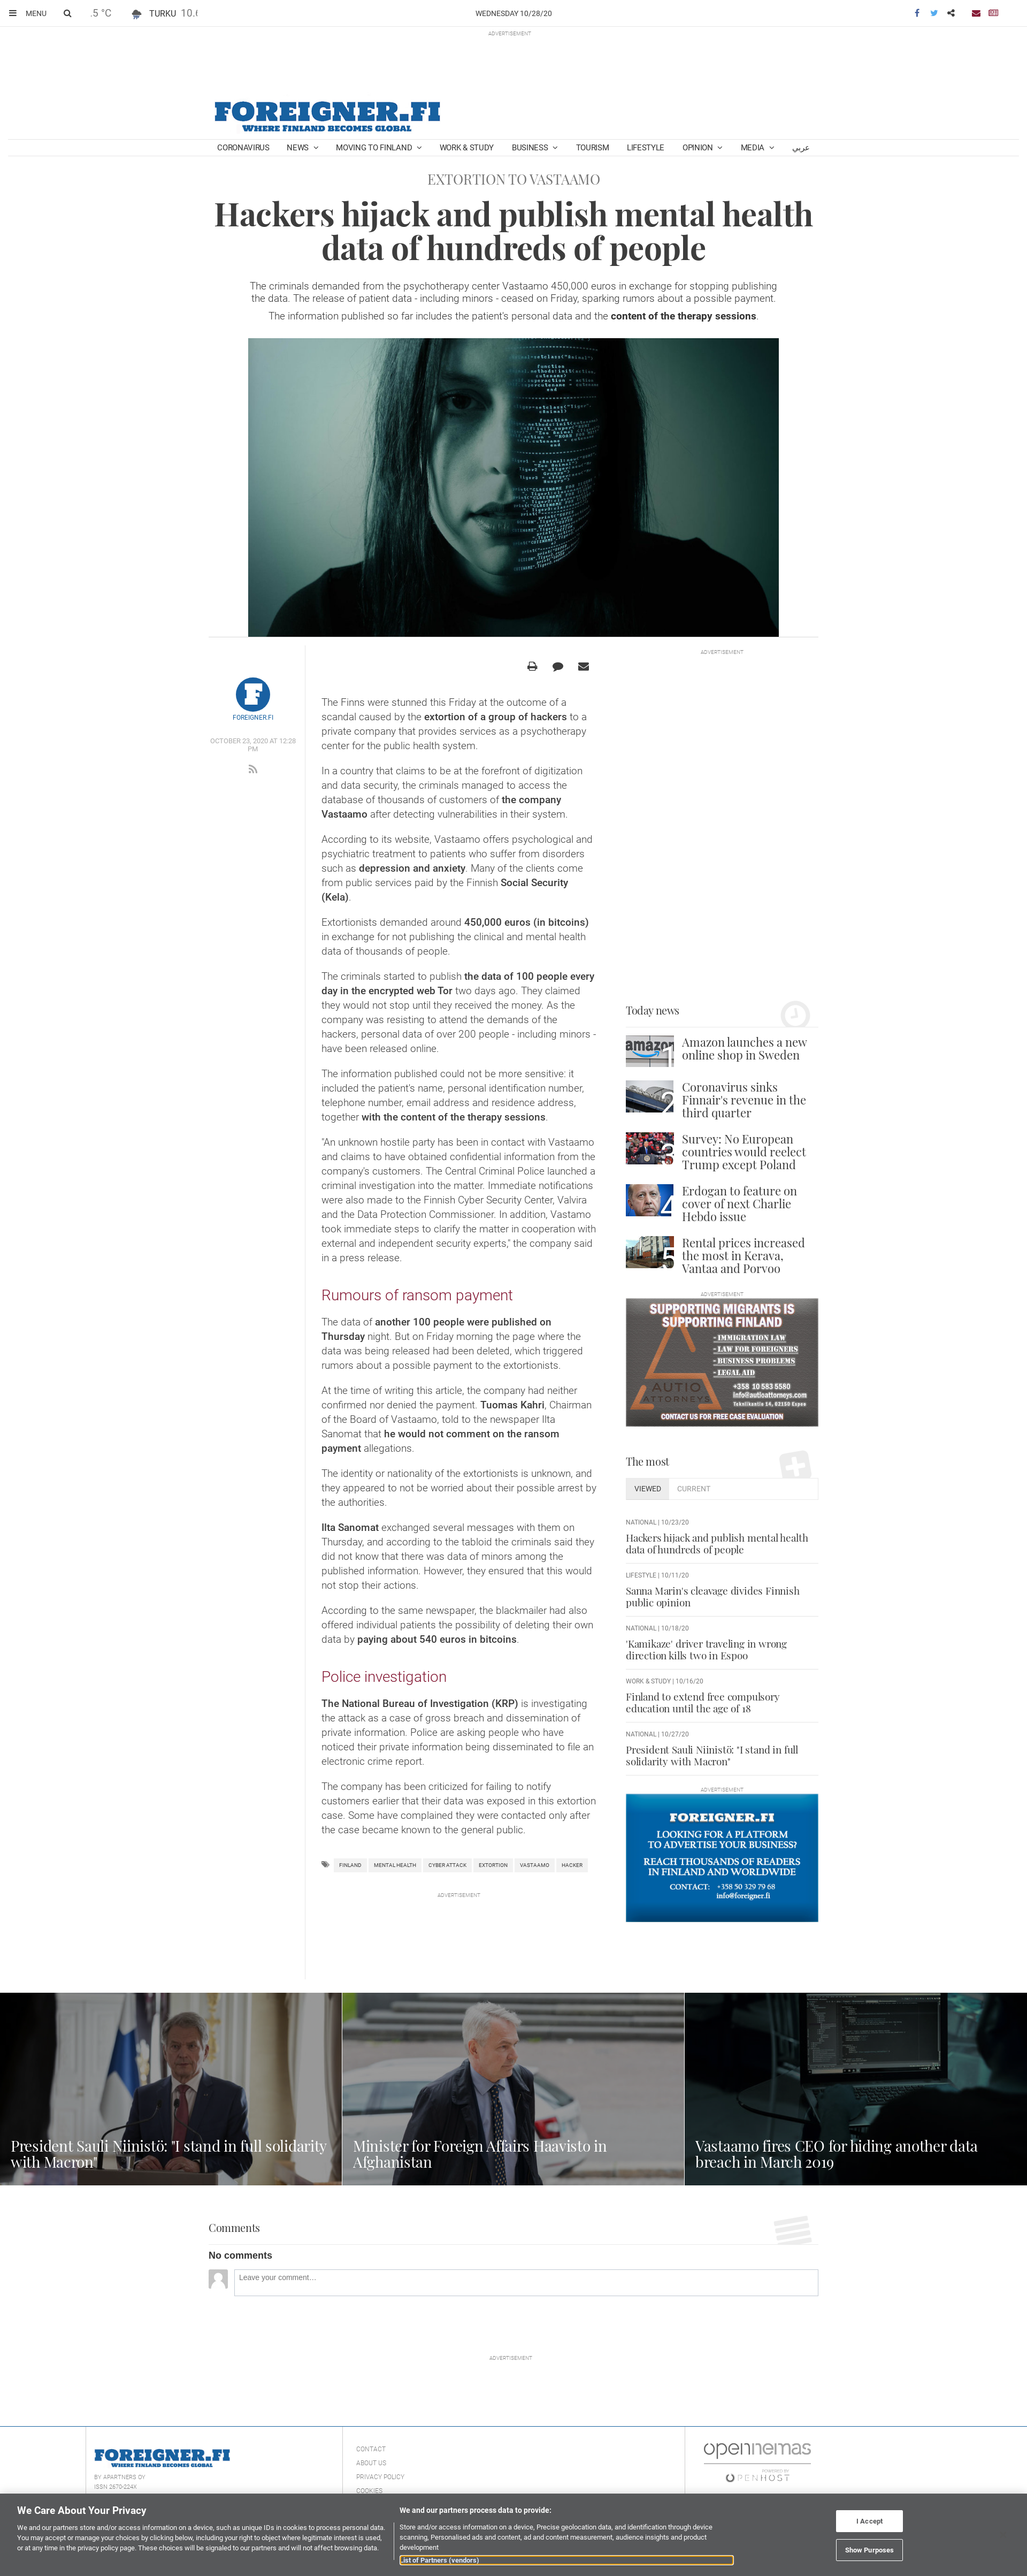 MENU
.5 °C
TURKU 10.6
WEDNESDAY 10/28/20
ADVERTISEMENT
FOREIGNER.FI
WHERE FINLAND BECOMES GLOBAL
CORONAVIRUS NEWS MOVING TO FINLAND WORK & STUDY BUSINESS TOURISM LIFESTYLE OPINION MEDIA عربي
EXTORTION TO VASTAAMO
Hackers hijack and publish mental health
data of hundreds of people
The criminals demanded from the psychotherapy center Vastaamo 450,000 euros in exchange for stopping publishing
the data. The release of patient data - including minors - ceased on Friday, sparking rumors about a possible payment.
The information published so far includes the patient's personal data and the content of the therapy sessions.
FOREIGNER.FI
OCTOBER 23, 2020 AT 12:28
PM
The Finns were stunned this Friday at the outcome of a
scandal caused by the extortion of a group of hackers to a
private company that provides services as a psychotherapy
center for the public health system.
In a country that claims to be at the forefront of digitization
and data security, the criminals managed to access the
database of thousands of customers of the company
Vastaamo after detecting vulnerabilities in their system.
According to its website, Vastaamo offers psychological and
psychiatric treatment to patients who suffer from disorders
such as depression and anxiety. Many of the clients come
from public services paid by the Finnish Social Security
(Kela).
Extortionists demanded around 450,000 euros (in bitcoins)
in exchange for not publishing the clinical and mental health
data of thousands of people.
The criminals started to publish the data of 100 people every
day in the encrypted web Tor two days ago. They claimed
they would not stop until they received the money. As the
company was resisting to attend the demands of the
hackers, personal data of over 200 people - including minors -
have been released online.
The information published could not be more sensitive: it
included the patient's name, personal identification number,
telephone number, email address and residence address,
together with the content of the therapy sessions.
"An unknown hostile party has been in contact with Vastaamo
and claims to have obtained confidential information from the
company's customers. The Central Criminal Police launched a
criminal investigation into the matter. Immediate notifications
were also made to the Finnish Cyber Security Center, Valvira
and the Data Protection Commissioner. In addition, Vastamo
took immediate steps to clarify the matter in cooperation with
external and independent security experts," the company said
in a press release.
Rumours of ransom payment
The data of another 100 people were published on
Thursday night. But on Friday morning the page where the
data was being released had been deleted, which triggered
rumors about a possible payment to the extortionists.
At the time of writing this article, the company had neither
confirmed nor denied the payment. Tuomas Kahri, Chairman
of the Board of Vastaamo, told to the newspaper Ilta
Sanomat that he would not comment on the ransom
payment allegations.
The identity or nationality of the extortionists is unknown, and
they appeared to not be worried about their possible arrest by
the authorities.
Ilta Sanomat exchanged several messages with them on
Thursday, and according to the tabloid the criminals said they
did not know that there was data of minors among the
published information. However, they ensured that this would
not stop their actions.
According to the same newspaper, the blackmailer had also
offered individual patients the possibility of deleting their own
data by paying about 540 euros in bitcoins.
Police investigation
The National Bureau of Investigation (KRP) is investigating
the attack as a case of gross breach and dissemination of
private information. Police are asking people who have
noticed their private information being disseminated to file an
electronic crime report.
The company has been criticized for failing to notify
customers earlier that their data was exposed in this extortion
case. Some have complained they were contacted only after
the case became known to the general public.
FINLAND MENTAL HEALTH CYBER ATTACK EXTORTION VASTAAMO HACKER
ADVERTISEMENT
ADVERTISEMENT
Today news
amazon
1
Amazon launches a new
online shop in Sweden
2
Coronavirus sinks
Finnair's revenue in the
third quarter
3
Survey: No European
countries would reelect
Trump except Poland
4
Erdogan to feature on
cover of next Charlie
Hebdo issue
5
Rental prices increased
the most in Kerava,
Vantaa and Porvoo
ADVERTISEMENT
SUPPORTING MIGRANTS IS
SUPPORTING FINLAND
- IMMIGRATION LAW
- LAW FOR FOREIGNERS
- BUSINESS PROBLEMS
- LEGAL AID
AUTIO
ATTORNEYS
+358 10 583 5580
info@autioattorneys.com
Tekniikantie 14, 02150 Espoo
CONTACT US FOR FREE CASE EVALUATION
The most
VIEWED CURRENT
NATIONAL | 10/23/20
Hackers hijack and publish mental health
data of hundreds of people
LIFESTYLE | 10/11/20
Sanna Marin's cleavage divides Finnish
public opinion
NATIONAL | 10/18/20
'Kamikaze' driver traveling in wrong
direction kills two in Espoo
WORK & STUDY | 10/16/20
Finland to extend free compulsory
education until the age of 18
NATIONAL | 10/27/20
President Sauli Niinistö: "I stand in full
solidarity with Macron"
ADVERTISEMENT
FOREIGNER.FI
LOOKING FOR A PLATFORM
TO ADVERTISE YOUR BUSINESS?
REACH THOUSANDS OF READERS
IN FINLAND AND WORLDWIDE
CONTACT: +358 50 329 79 68
info@foreigner.fi
President Sauli Niinistö: "I stand in full solidarity
with Macron"
Minister for Foreign Affairs Haavisto in
Afghanistan
Vastaamo fires CEO for hiding another data
breach in March 2019
Comments
No comments
Leave your comment...
ADVERTISEMENT
FOREIGNER.FI
WHERE FINLAND BECOMES GLOBAL
BY APARTNERS OY
ISSN 2670-224X
CONTACT
ABOUT US
PRIVACY POLICY
COOKIES
opennemas
POWERED BY
OPENHOST
We Care About Your Privacy
We and our partners store and/or access information on a device, such as unique IDs in cookies to process personal data.
You may accept or manage your choices by clicking below, including your right to object where legitimate interest is used,
or at any time in the privacy policy page. These choices will be signaled to our partners and will not affect browsing data.
We and our partners process data to provide:
Store and/or access information on a device, Precise geolocation data, and identification through device
scanning, Personalised ads and content, ad and content measurement, audience insights and product
development
List of Partners (vendors)
I Accept
Show Purposes